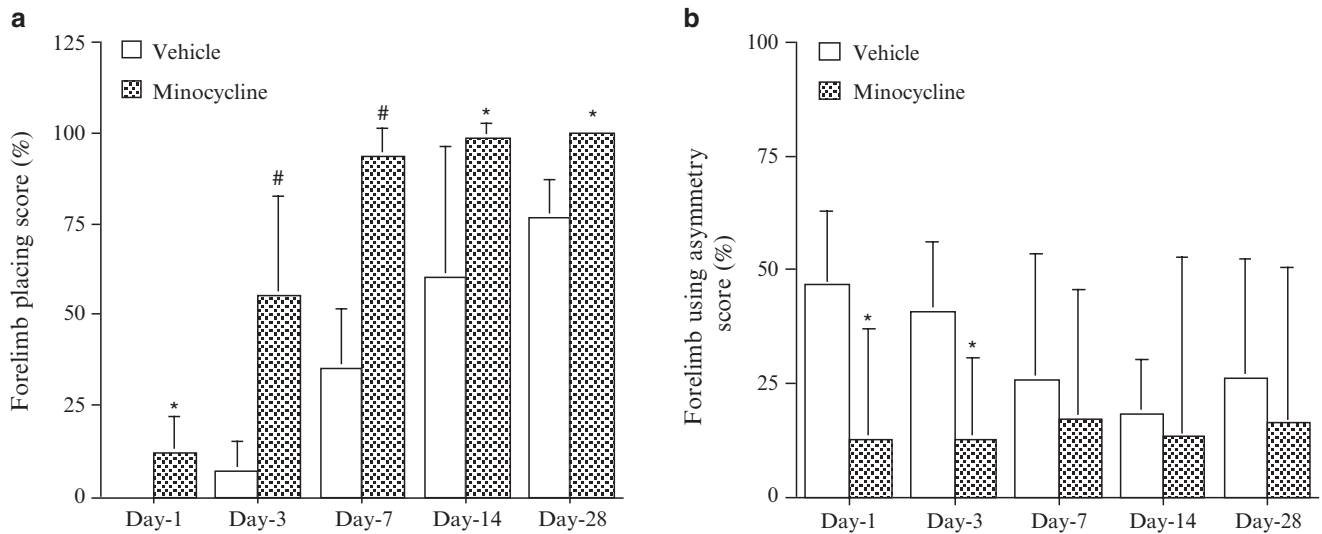 a
125
100
75
50
25
0
Forelimb placing score (%)
Vehicle
Minocycline
*
#
#
*
*
Day-1 Day-3 Day-7 Day-14 Day-28
b
100
75
50
25
0
Forelimb using asymmetry
score (%)
Vehicle
Minocycline
*
*
Day-1 Day-3 Day-7 Day-14 Day-28